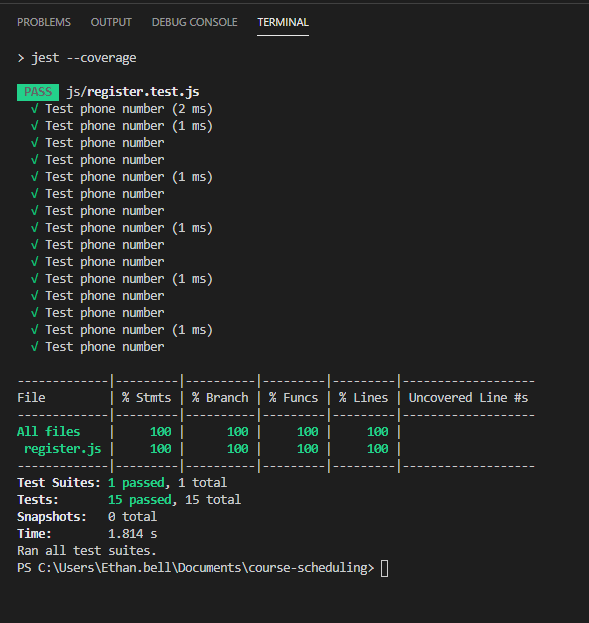 PROBLEMS OUTPUT DEBUG CONSOLE TERMINAL
> jest --coverage
PASS js/register.test.js
√ Test phone number (2 ms)
√ Test phone number (1 ms)
√ Test phone number
√ Test phone number
√ Test phone number (1 ms)
√ Test phone number
√ Test phone number
√ Test phone number (1 ms)
√ Test phone number
√ Test phone number
√ Test phone number (1 ms)
√ Test phone number
√ Test phone number
√ Test phone number (1 ms)
√ Test phone number
-------------|---------|----------|---------|---------|-------------------
File         | % Stmts | % Branch | % Funcs | % Lines | Uncovered Line #s
-------------|---------|----------|---------|---------|-------------------
All files    |     100 |      100 |     100 |     100 |
 register.js |     100 |      100 |     100 |     100 |
-------------|---------|----------|---------|---------|-------------------
Test Suites: 1 passed, 1 total
Tests:       15 passed, 15 total
Snapshots:   0 total
Time:        1.814 s
Ran all test suites.
PS C:\Users\Ethan.bell\Documents\course-scheduling>